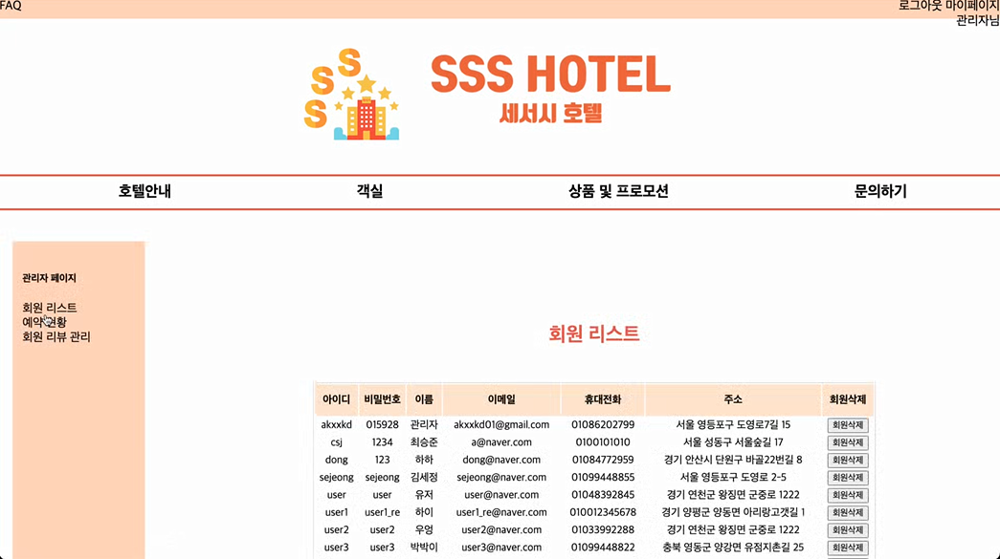 FAQ
로그아웃 마이페이지
관리자님
S
S
S
SSS HOTEL
세서시 호텔
호텔안내 객실 상품 및 프로모션 문의하기
관리자 페이지
회원 리스트
예약현황
회원 리뷰 관리
회원 리스트
아이디 비밀번호 이름 이메일 휴대전화 주소 회원삭제
akxxkd 015928 관리자 akxxkd01@gmail.com 01086202799 서울 영등포구 도영로7길 15 회원삭제
csj 1234 최승준 a@naver.com 0100101010 서울 성동구 서울숲길 17 회원삭제
dong 123 하하 dong@naver.com 01084772959 경기 안산시 단원구 바골22번길 8 회원삭제
sejeong sejeong 김세정 sejeong@naver.com 01099448855 서울 영등포구 도영로 2-5 회원삭제
user user 유저 user@naver.com 01048392845 경기 연천군 왕징면 군중로 1222 회원삭제
user1 user1_re 하이 user1_re@naver.com 010012345678 경기 양평군 양동면 아리랑고갯길 1 회원삭제
user2 user2 우엉 user2@naver.com 01033992288 경기 연천군 왕징면 군중로 1222 회원삭제
user3 user3 박박이 user3@naver.com 01099448822 충북 영동군 양강면 유점지촌길 25 회원삭제